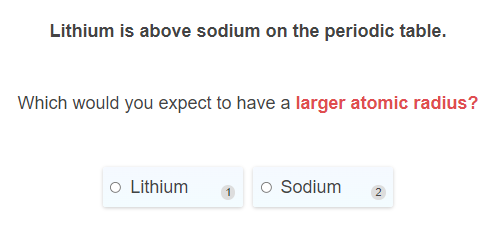 Lithium is above sodium on the periodic table.
Which would you expect to have a larger atomic radius?
Lithium 1 Sodium 2